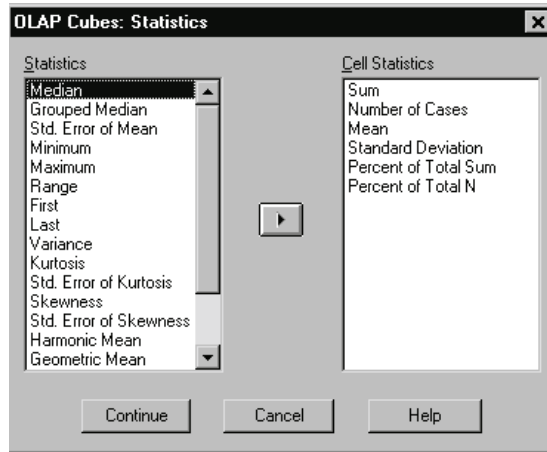 OLAP Cubes: Statistics
Statistics
Median
Grouped Median
Std. Error of Mean
Minimum
Maximum
Range
First
Last
Variance
Kurtosis
Std. Error of Kurtosis
Skewness
Std. Error of Skewness
Harmonic Mean
Geometric Mean
Cell Statistics
Sum
Number of Cases
Mean
Standard Deviation
Percent of Total Sum
Percent of Total N
Continue
Cancel
Help